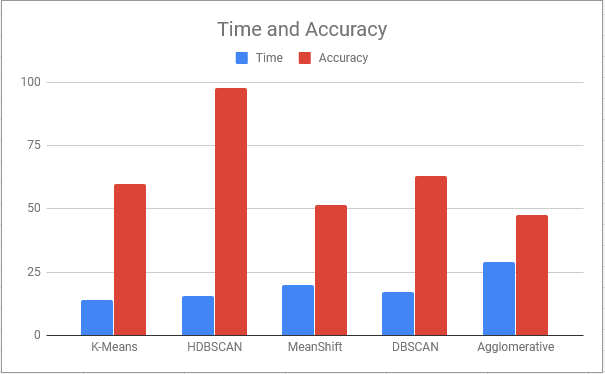 Time and Accuracy
Time Accuracy
100
75
50
25
0
K-Means HDBSCAN MeanShift DBSCAN Agglomerative